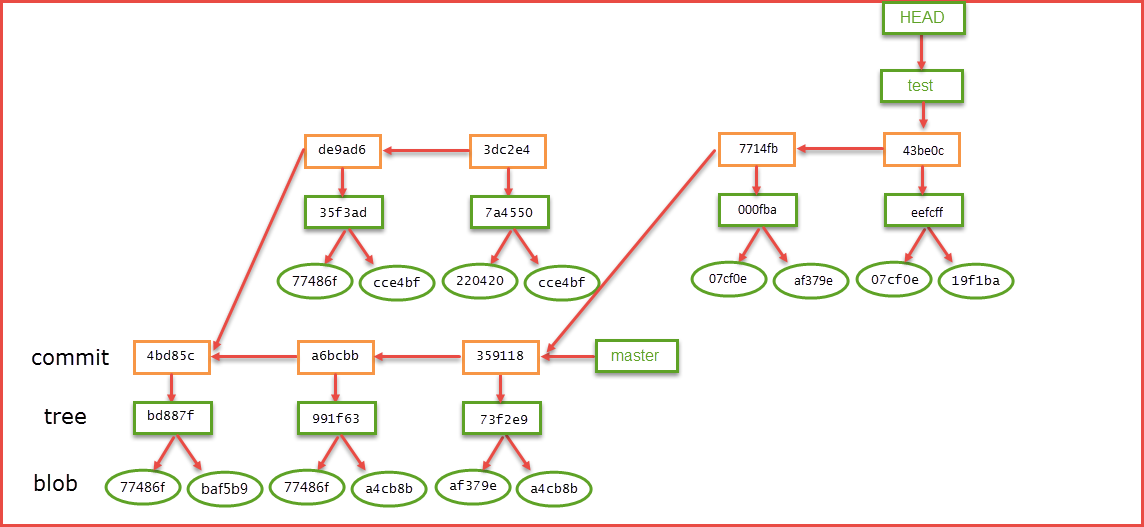 HEAD
test
de9ad6 3dc2e4 7714fb 43be0c
35f3ad 7a4550 000fba eefcff
77486f cce4bf 220420 cce4bf 07cf0e af379e 07cf0e 19f1ba
commit 4bd85c a6bcbb 359118 master
tree bd887f 991f63 73f2e9
blob 77486f baf5b9 77486f a4cb8b af379e a4cb8b